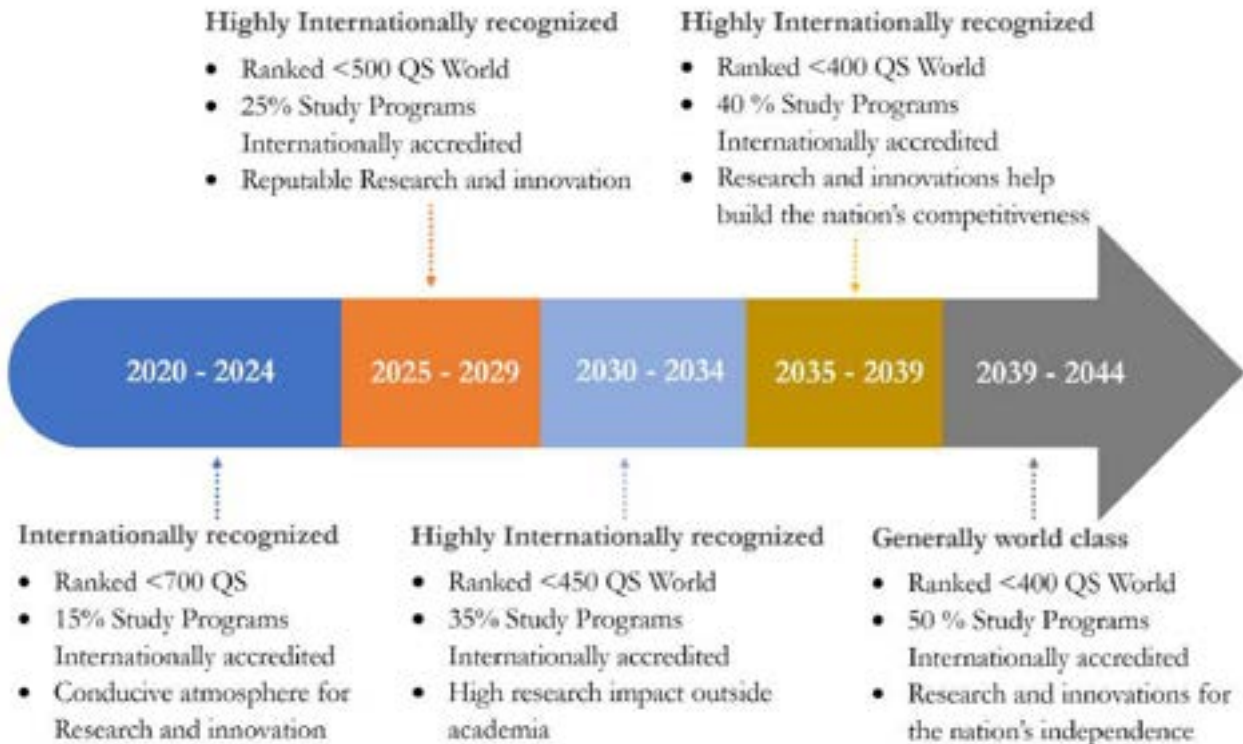 Highly Internationally recognized
• Ranked <500 QS World
• 25% Study Programs
Internationally accredited
• Reputable Research and innovation
Highly Internationally recognized
• Ranked <400 QS World
• 40 % Study Programs
Internationally accredited
• Research and innovations help
build the nation's competitiveness
2020 - 2024
2025 - 2029
2030 - 2034
2035 - 2039
2039 - 2044
Internationally recognized
• Ranked <700 QS
• 15% Study Programs
Internationally accredited
• Conducive atmosphere for
Research and innovation
Highly Internationally recognized
• Ranked <450 QS World
• 35% Study Programs
Internationally accredited
• High research impact outside
academia
Generally world class
• Ranked <400 QS World
• 50 % Study Programs
Internationally accredited
• Research and innovations for
the nation's independence